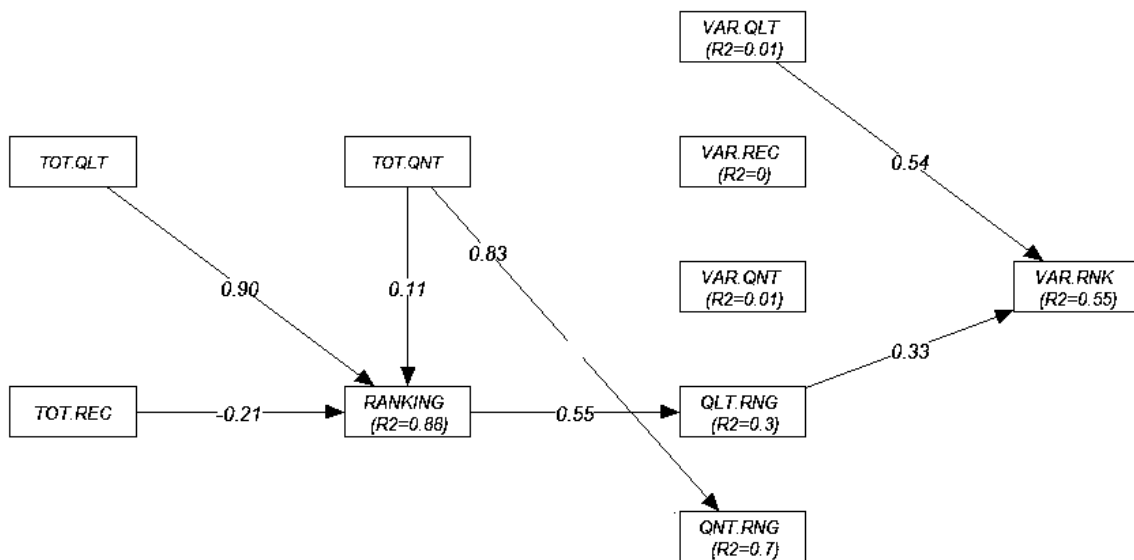 VAR.QLT
(R2=0.01)
TOT.QLT
TOT.QNT
VAR.REC
(R2=0)
0.54
0.83
0.90
0.11
VAR.QNT
(R2=0.01)
VAR.RNK
(R2=0.55)
0.33
TOT.REC
-0.21
RANKING
(R2=0.88)
0.55
QLT.RNG
(R2=0.3)
QNT.RNG
(R2=0.7)